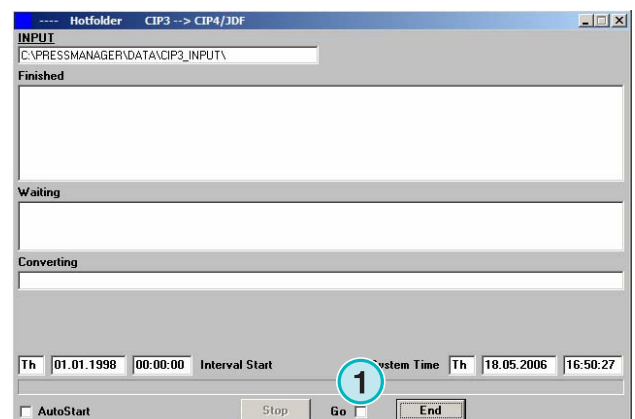 ---- Hotfolder CIP3 --> CIP4/JDF
INPUT
C:\PRESSMANAGER\DATA\CIP3_INPUT\
Finished
Waiting
Converting
Th 01.01.1998 00:00:00 Interval Start System Time Th 18.05.2006 16:50:27
1
AutoStart Stop Go End